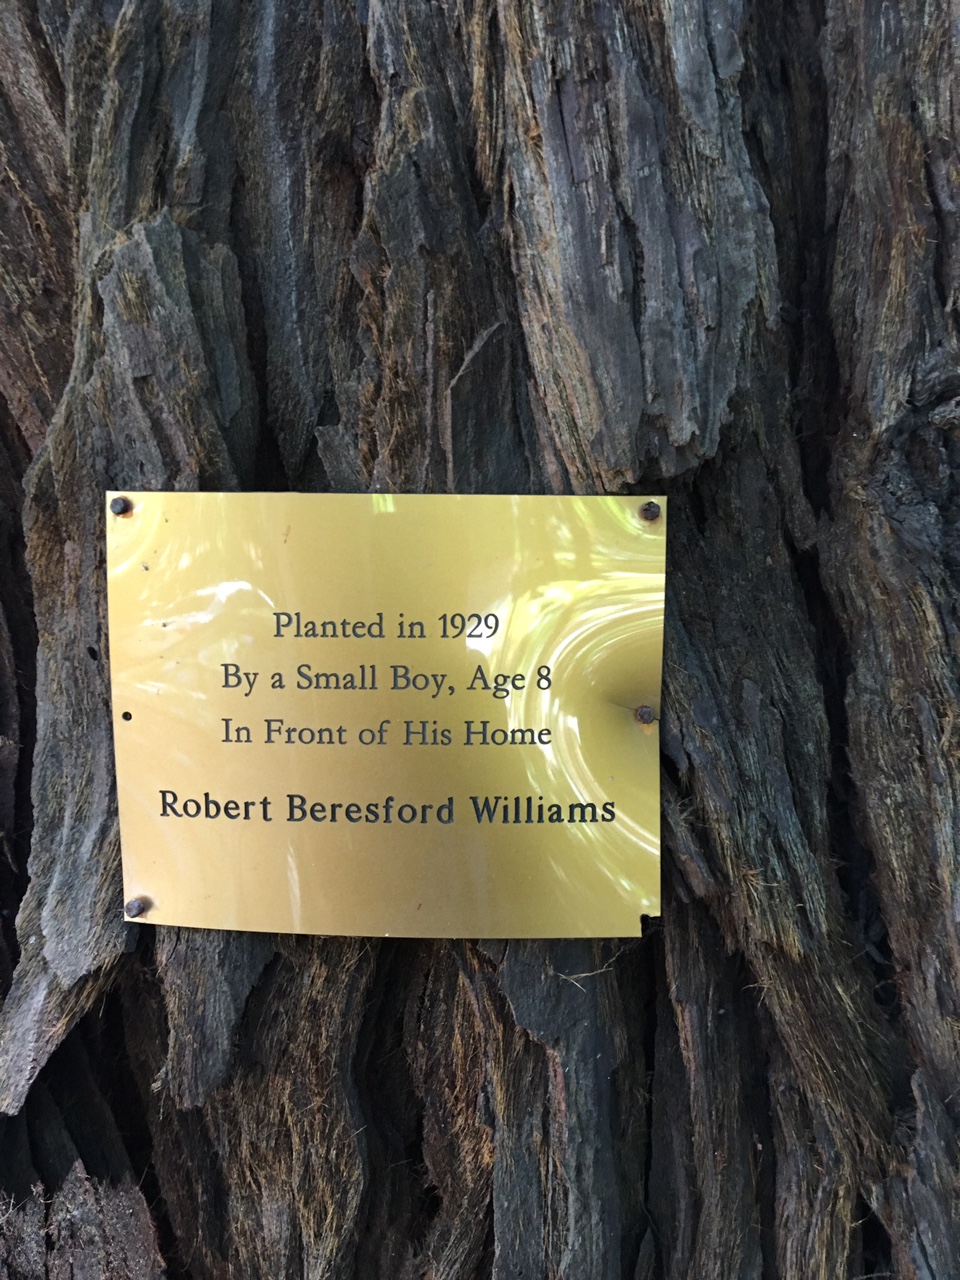 Planted in 1929
By a Small Boy, Age 8
In Front of His Home
Robert Beresford Williams